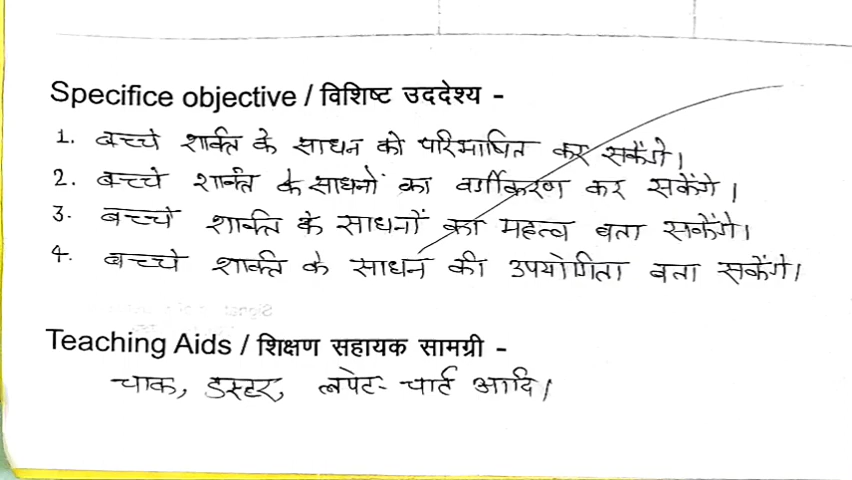 Specifice objective / विशिष्ट उददेश्य -
1. बच्चे शक्ति के साधन को परिभाषित कर सकेंगे।
2. बच्चे शक्ति के साधनों का वर्गीकरण कर सकेंगे।
3. बच्चे शक्ति के साधनों का महत्व बता सकेंगे।
4. बच्चे शक्ति के साधन की उपयोगिता बता सकेंगे।
Teaching Aids / शिक्षण सहायक सामग्री -
चाक, डस्टर, लपेट- चार्ट आदि।